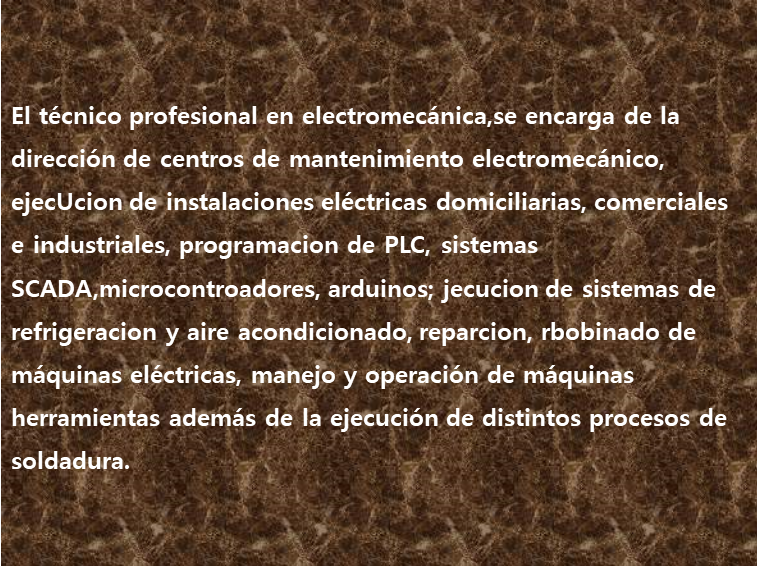 El técnico profesional en electromecánica,se encarga de la
dirección de centros de mantenimiento electromecánico,
ejecUcion de instalaciones eléctricas domiciliarias, comerciales
e industriales, programacion de PLC, sistemas
SCADA,microcontroadores, arduinos; jecucion de sistemas de
refrigeracion y aire acondicionado, reparcion, rbobinado de
máquinas eléctricas, manejo y operación de máquinas
herramientas además de la ejecución de distintos procesos de
soldadura.